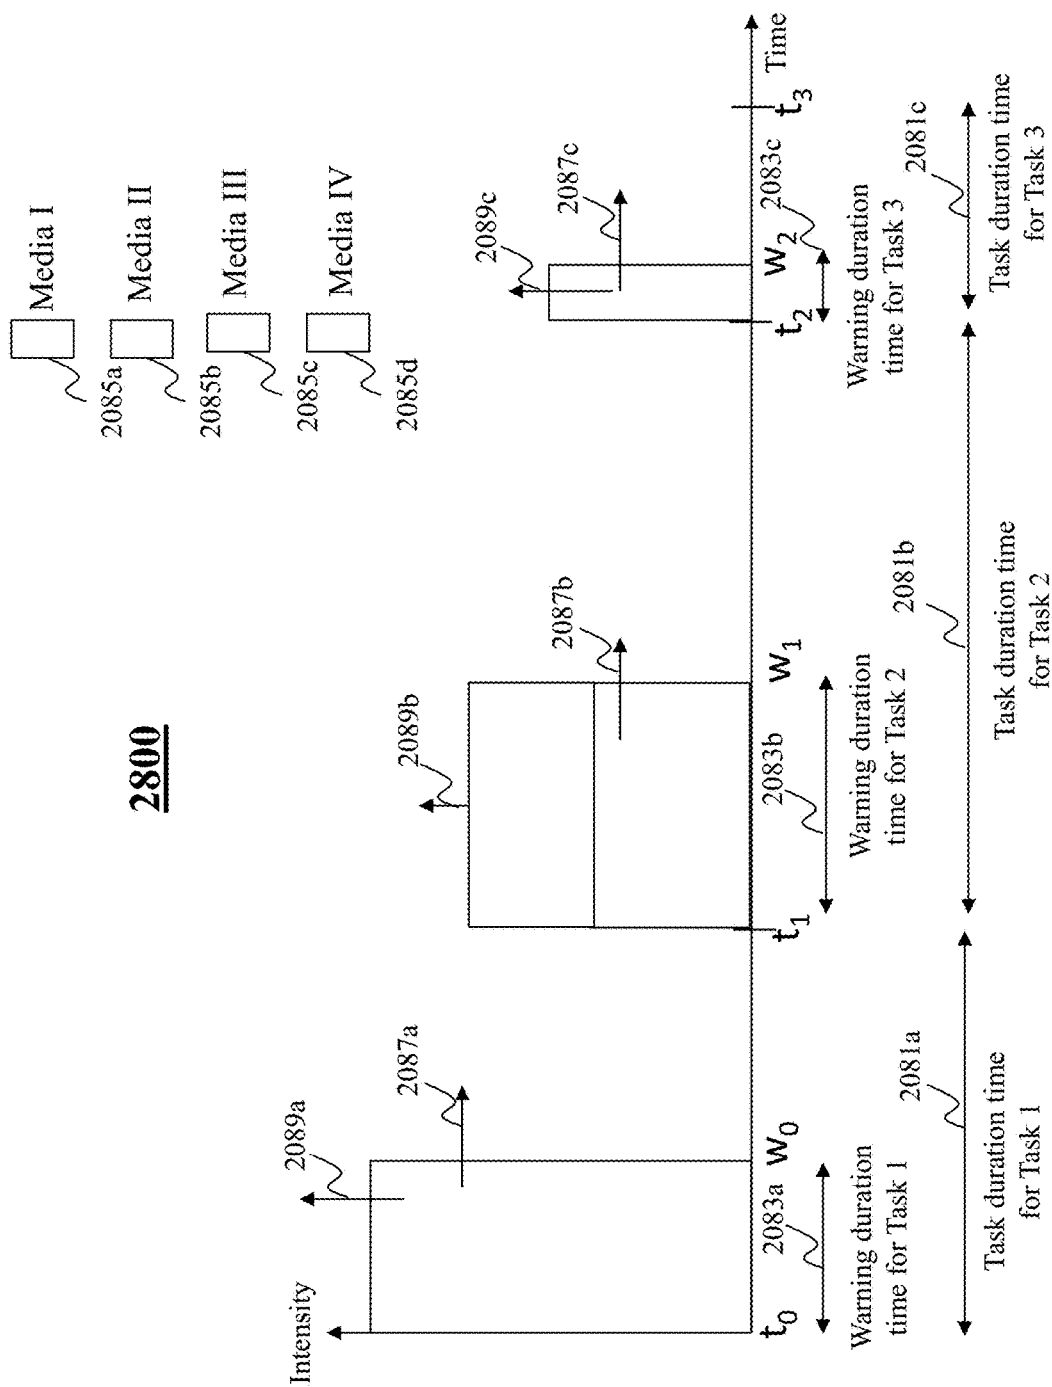 2800
Media I
2085a
Media II
2085b
Media III
2085c
Media IV
2085d
Intensity
2089a
2087a
2089b
2087b
2089c
2087c
t0
w0
t1
w1
t2
w2
t3
Time
2083a
Warning duration
time for Task 1
2083b
Warning duration
time for Task 2
2083c
Warning duration
time for Task 3
2081a
Task duration time
for Task 1
2081b
Task duration time
for Task 2
2081c
Task duration time
for Task 3